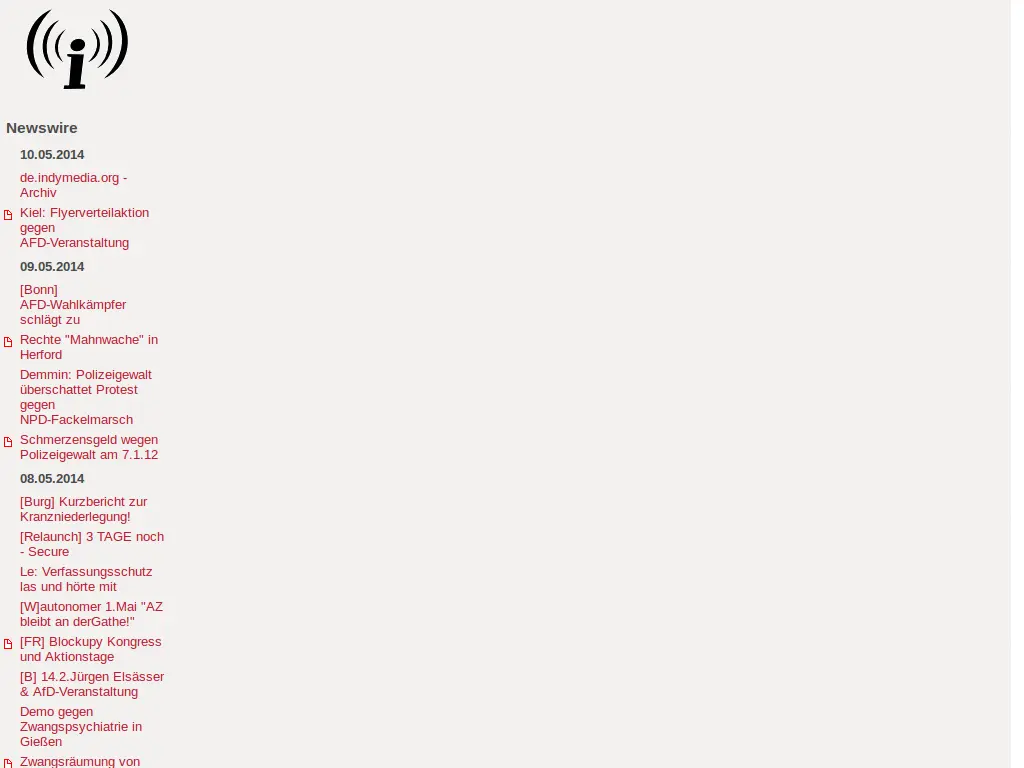 Newswire
10.05.2014
de.indymedia.org -
Archiv
Kiel: Flyerverteilaktion
gegen
AFD-Veranstaltung
09.05.2014
[Bonn]
AFD-Wahlkämpfer
schlägt zu
Rechte "Mahnwache" in
Herford
Demmin: Polizeigewalt
überschattet Protest
gegen
NPD-Fackelmarsch
Schmerzensgeld wegen
Polizeigewalt am 7.1.12
08.05.2014
[Burg] Kurzbericht zur
Kranzniederlegung!
[Relaunch] 3 TAGE noch
- Secure
Le: Verfassungsschutz
las und hörte mit
[W]autonomer 1.Mai "AZ
bleibt an derGathe!"
[FR] Blockupy Kongress
und Aktionstage
[B] 14.2.Jürgen Elsässer
& AfD-Veranstaltung
Demo gegen
Zwangspsychiatrie in
Gießen
Zwangsräumung von